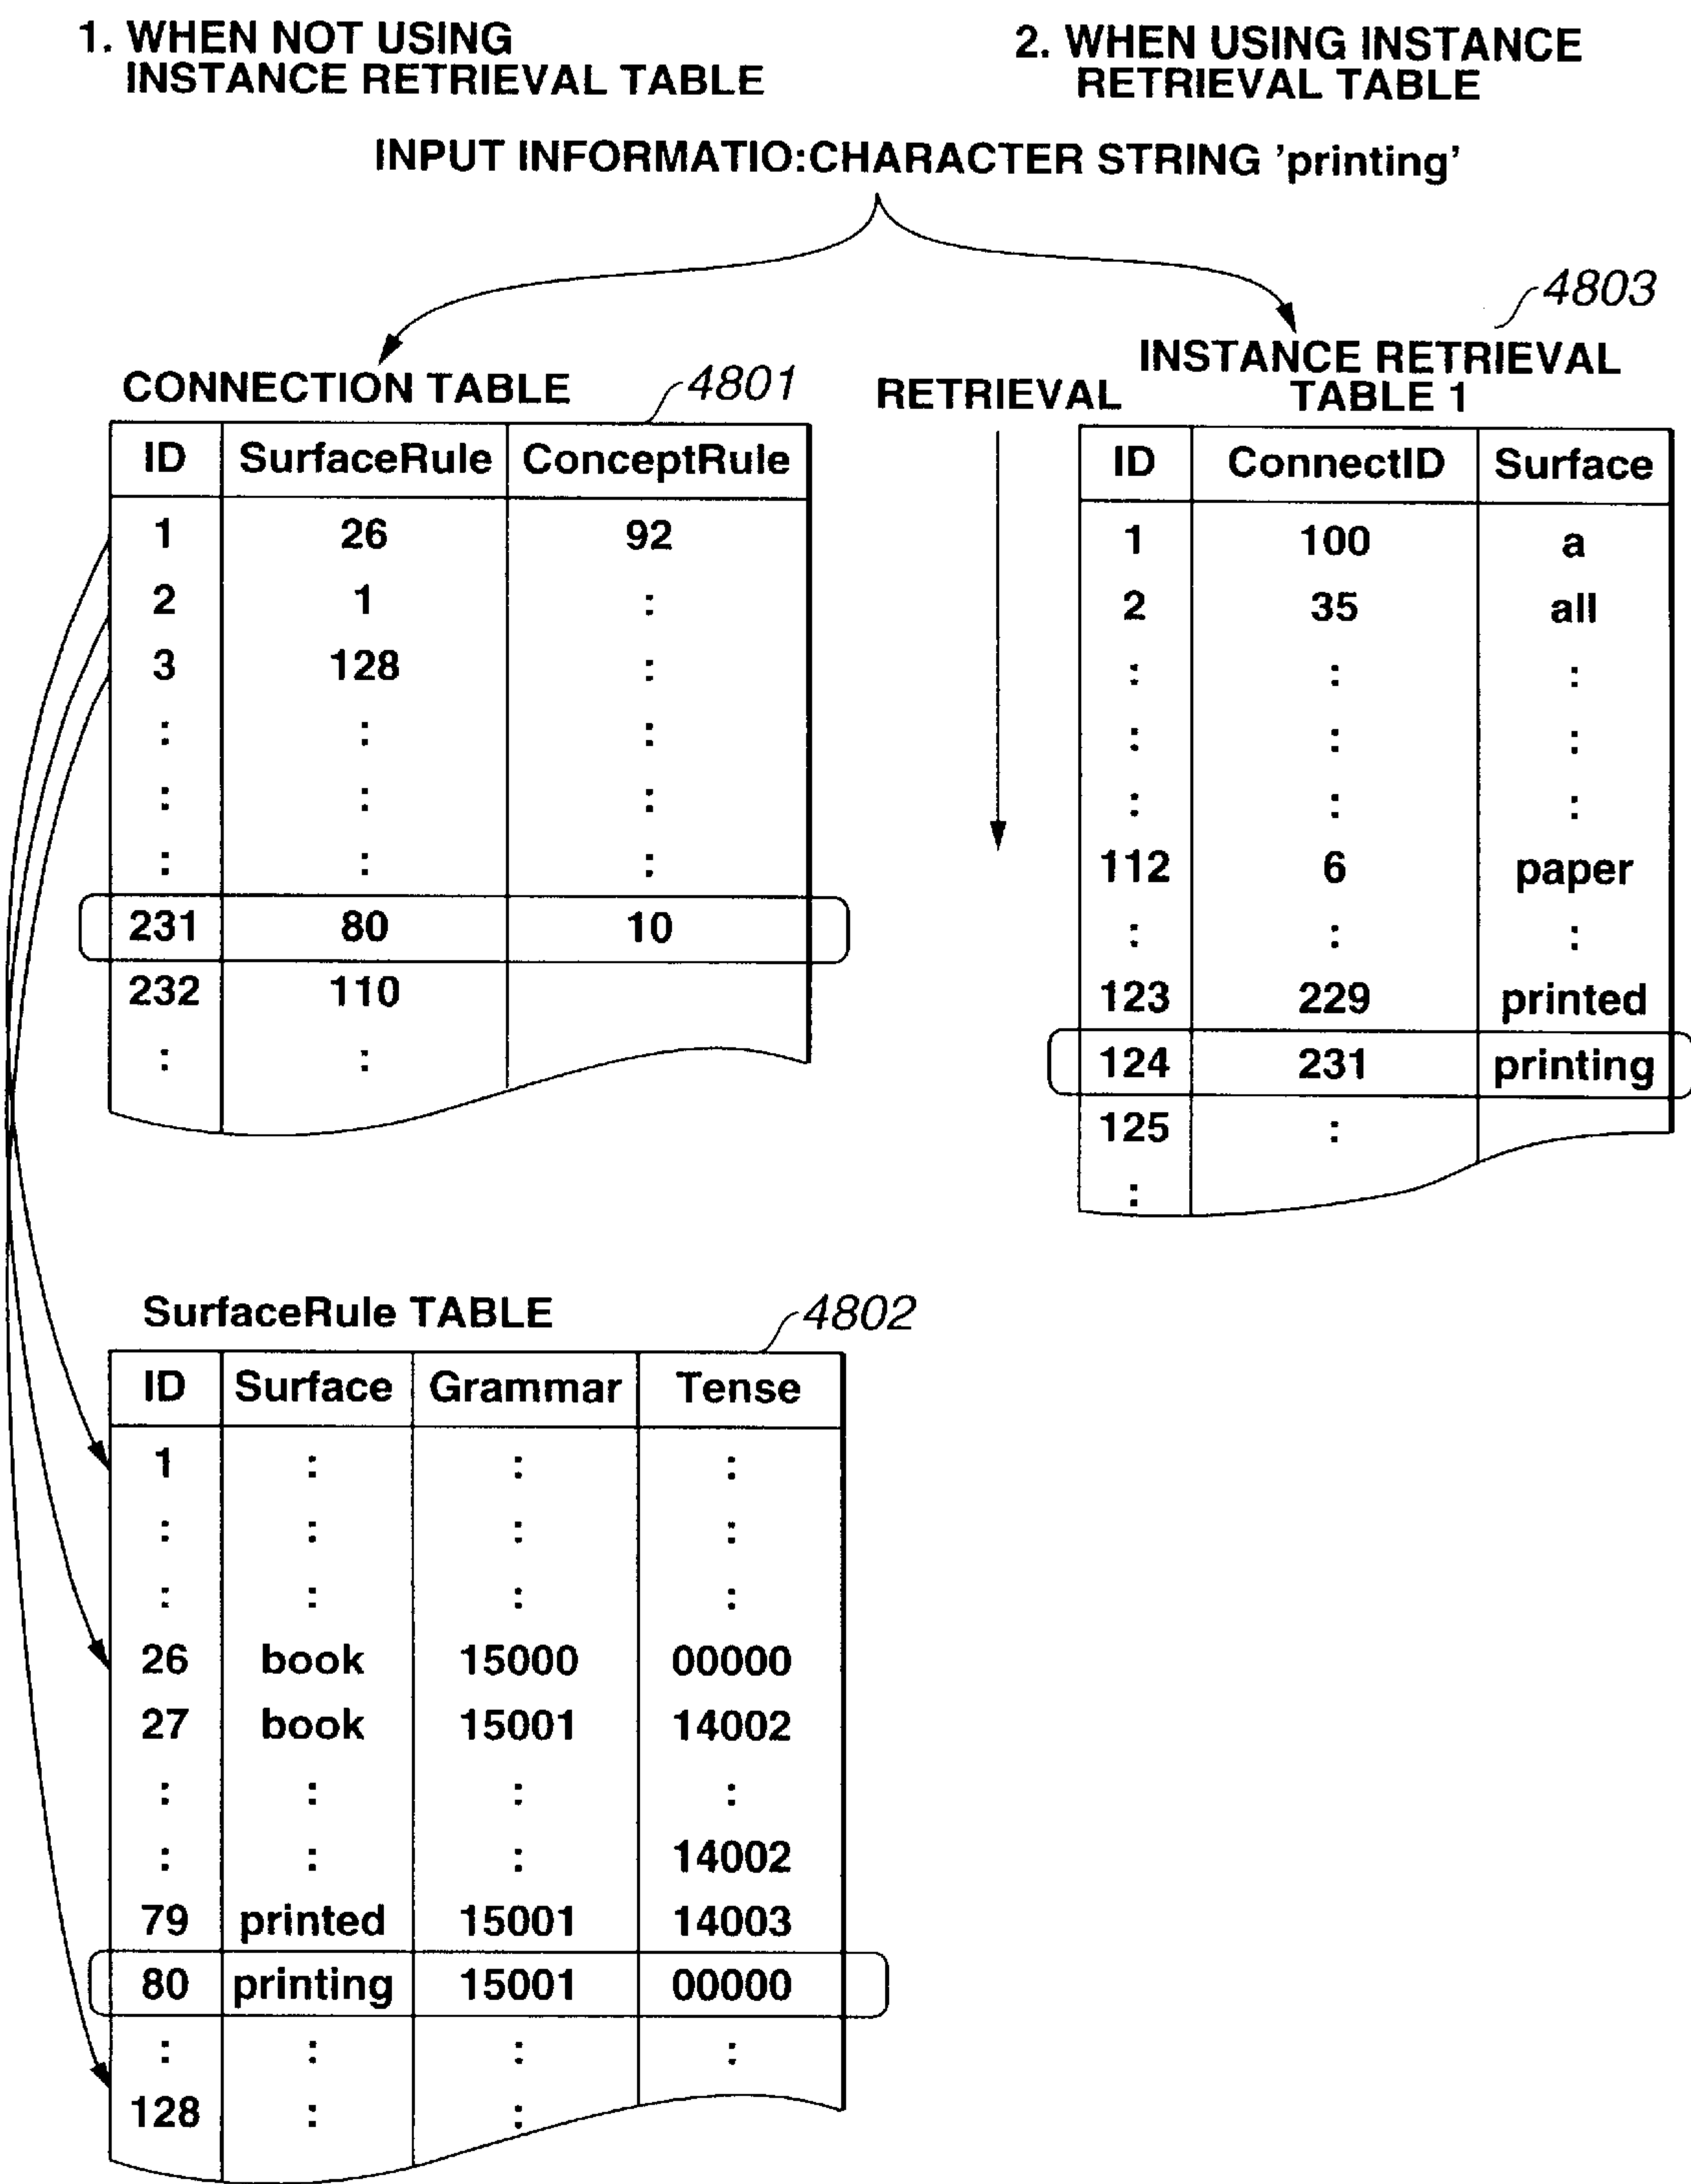 1. WHEN NOT USING
INSTANCE RETRIEVAL TABLE
2. WHEN USING INSTANCE
RETRIEVAL TABLE
INPUT INFORMATIO:CHARACTER STRING 'printing'
CONNECTION TABLE 4801
ID SurfaceRule ConceptRule
1 26 92
2 1 :
3 128 :
: : :
: : :
: : :
231 80 10
232 110
: :
RETRIEVAL
4803
INSTANCE RETRIEVAL
TABLE 1
ID ConnectID Surface
1 100 a
2 35 all
: : :
: : :
: : :
112 6 paper
: : :
123 229 printed
124 231 printing
125 :
:
SurfaceRule TABLE 4802
ID Surface Grammar Tense
1 : : :
: : : :
: : : :
26 book 15000 00000
27 book 15001 14002
: : : :
: : : 14002
79 printed 15001 14003
80 printing 15001 00000
: : : :
128 : :